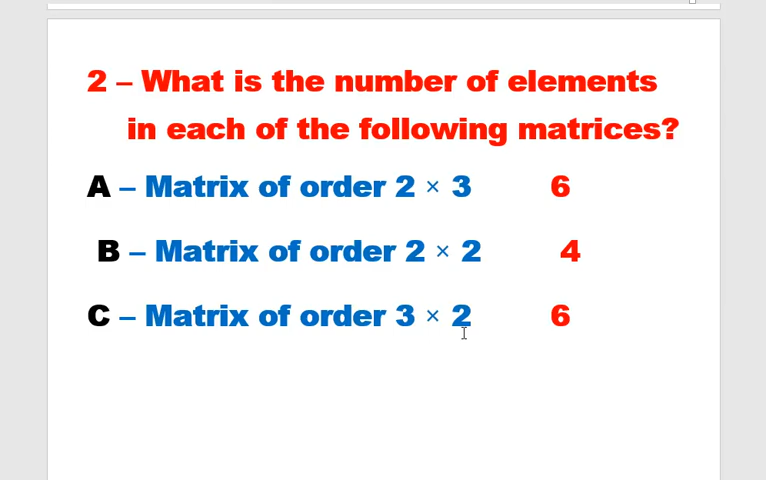 2 – What is the number of elements
in each of the following matrices?
A – Matrix of order 2 × 3 6
B – Matrix of order 2 × 2 4
C – Matrix of order 3 × 2 6